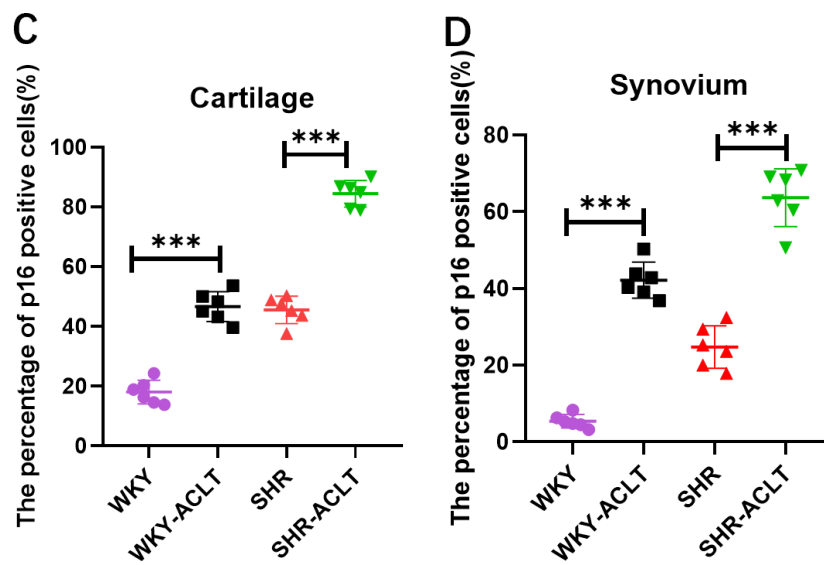 C
Cartilage
The percentage of p16 positive cells(%)
100
80
60
40
20
0
***
***
WKY
WKY-ACLT
SHR
SHR-ACLT
D
Synovium
The percentage of p16 positive cells(%)
80
60
40
20
0
***
***
WKY
WKY-ACLT
SHR
SHR-ACLT